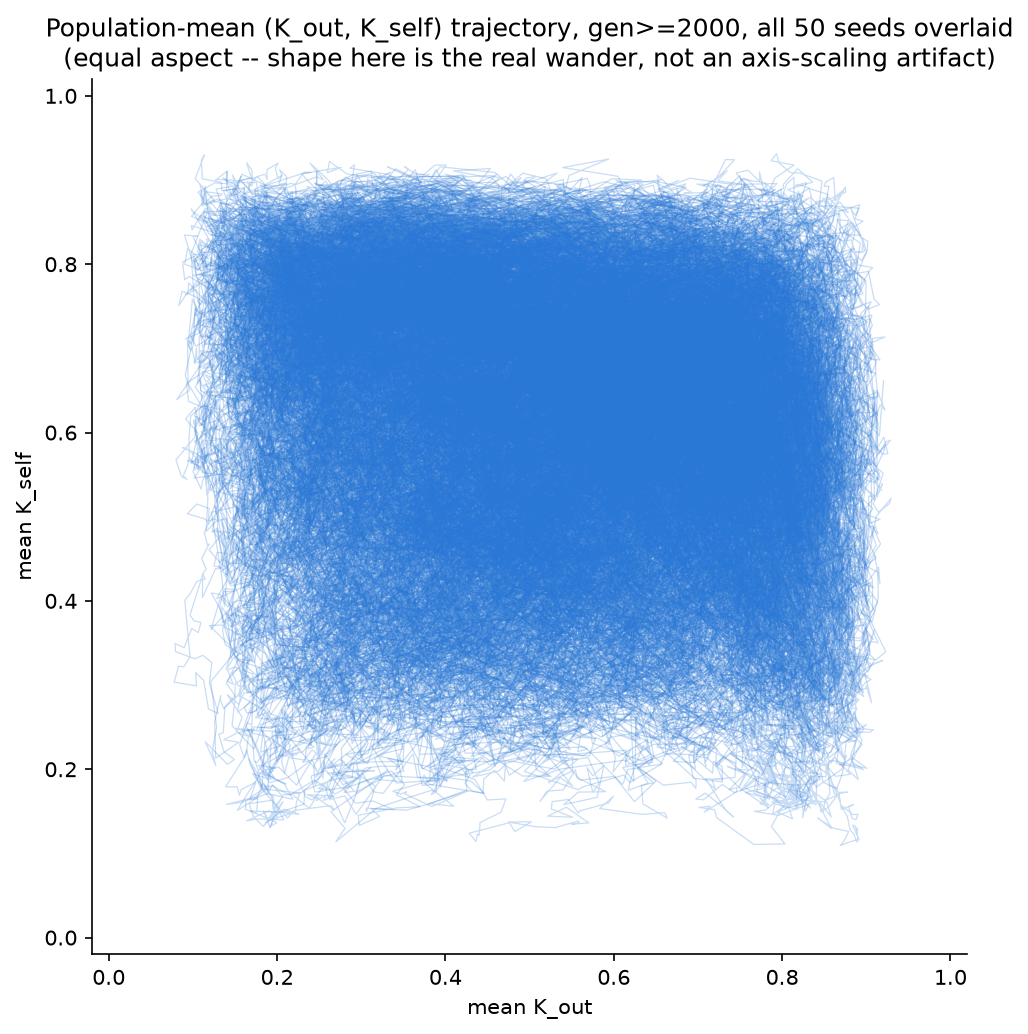 Population-mean (K_out, K_self) trajectory, gen>=2000, all 50 seeds overlaid
(equal aspect -- shape here is the real wander, not an axis-scaling artifact)
1.0
0.8
0.6
0.4
0.2
0.0
mean K_self
0.0 0.2 0.4 0.6 0.8 1.0
mean K_out